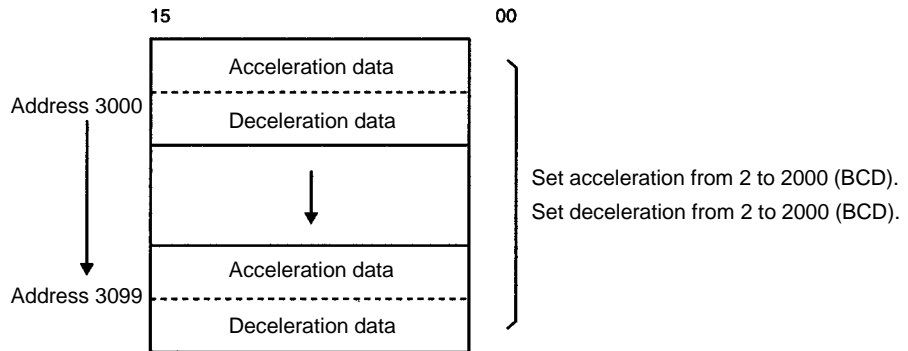 15 00
Acceleration data
Address 3000
Deceleration data
Set acceleration from 2 to 2000 (BCD).
Set deceleration from 2 to 2000 (BCD).
Acceleration data
Address 3099
Deceleration data